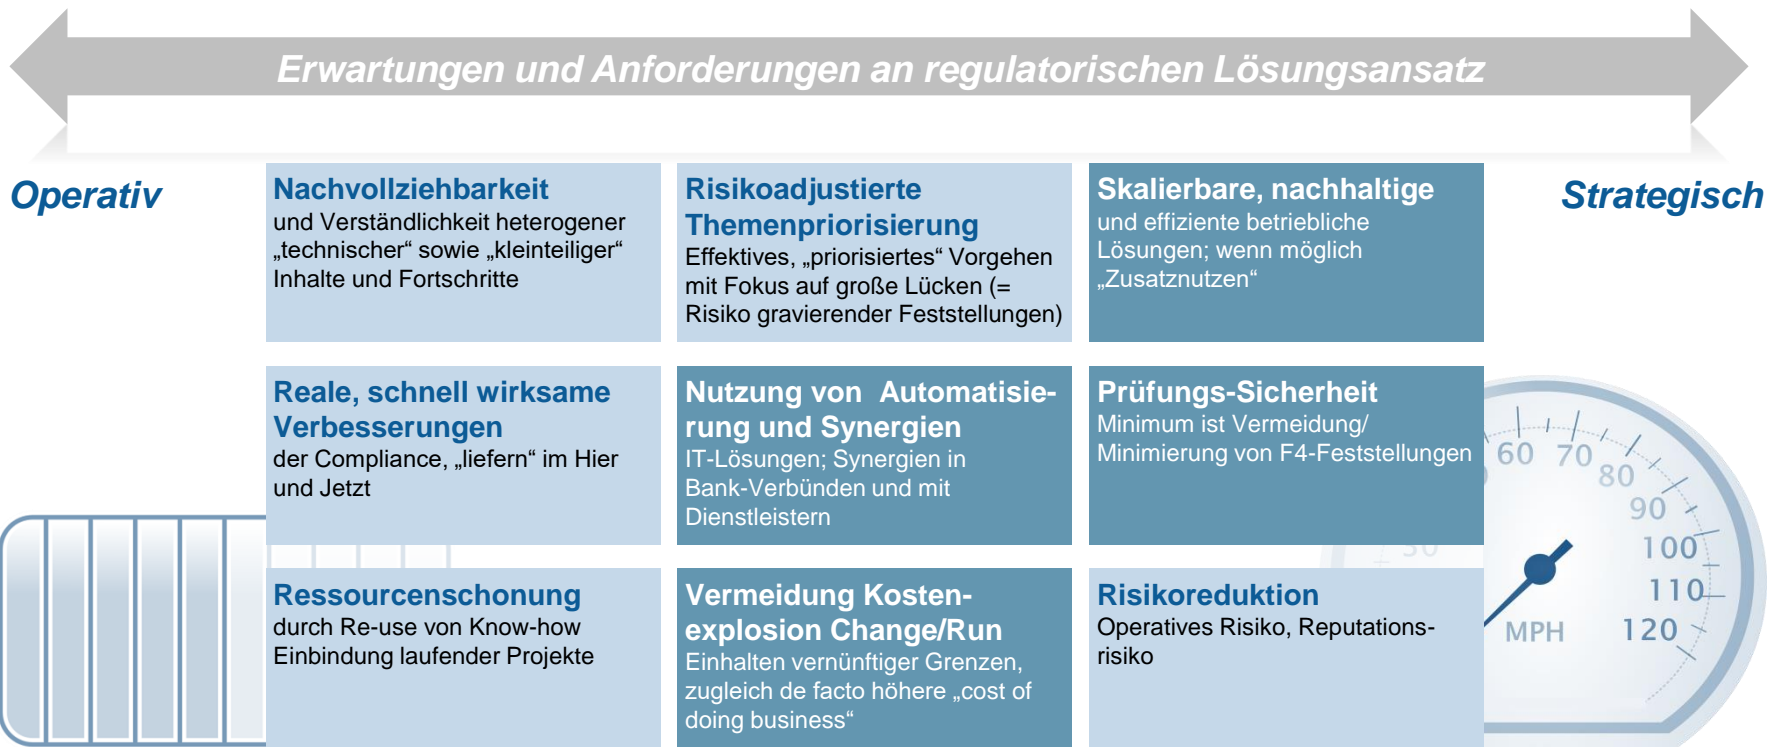 Erwartungen und Anforderungen an regulatorischen Lösungsansatz
Operativ
Strategisch
Nachvollziehbarkeit
und Verständlichkeit heterogener
„technischer“ sowie „kleinteiliger“
Inhalte und Fortschritte
Risikoadjustierte
Themenpriorisierung
Effektives, „priorisiertes“ Vorgehen
mit Fokus auf große Lücken (=
Risiko gravierender Feststellungen)
Skalierbare, nachhaltige
und effiziente betriebliche
Lösungen; wenn möglich
„Zusatznutzen“
Reale, schnell wirksame
Verbesserungen
der Compliance, „liefern“ im Hier
und Jetzt
Nutzung von Automatisie-
rung und Synergien
IT-Lösungen; Synergien in
Bank-Verbünden und mit
Dienstleistern
Prüfungs-Sicherheit
Minimum ist Vermeidung/
Minimierung von F4-Feststellungen
Ressourcenschonung
durch Re-use von Know-how
Einbindung laufender Projekte
Vermeidung Kosten-
explosion Change/Run
Einhalten vernünftiger Grenzen,
zugleich de facto höhere „cost of
doing business“
Risikoreduktion
Operatives Risiko, Reputations-
risiko
60
70
80
90
100
110
120
MPH